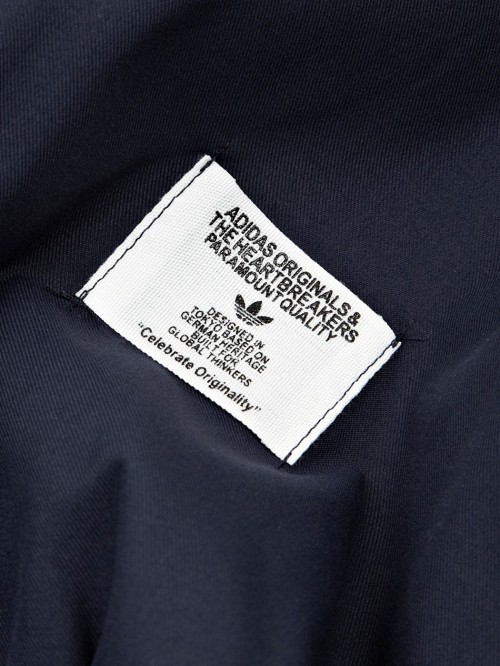 ADIDAS ORIGINALS &
THE HEARTBREAKERS
PARAMOUNT QUALITY
DESIGNED IN
TOKYO BASED ON
GERMAN HERITAGE
BUILT FOR
GLOBAL THINKERS
"Celebrate Originality"